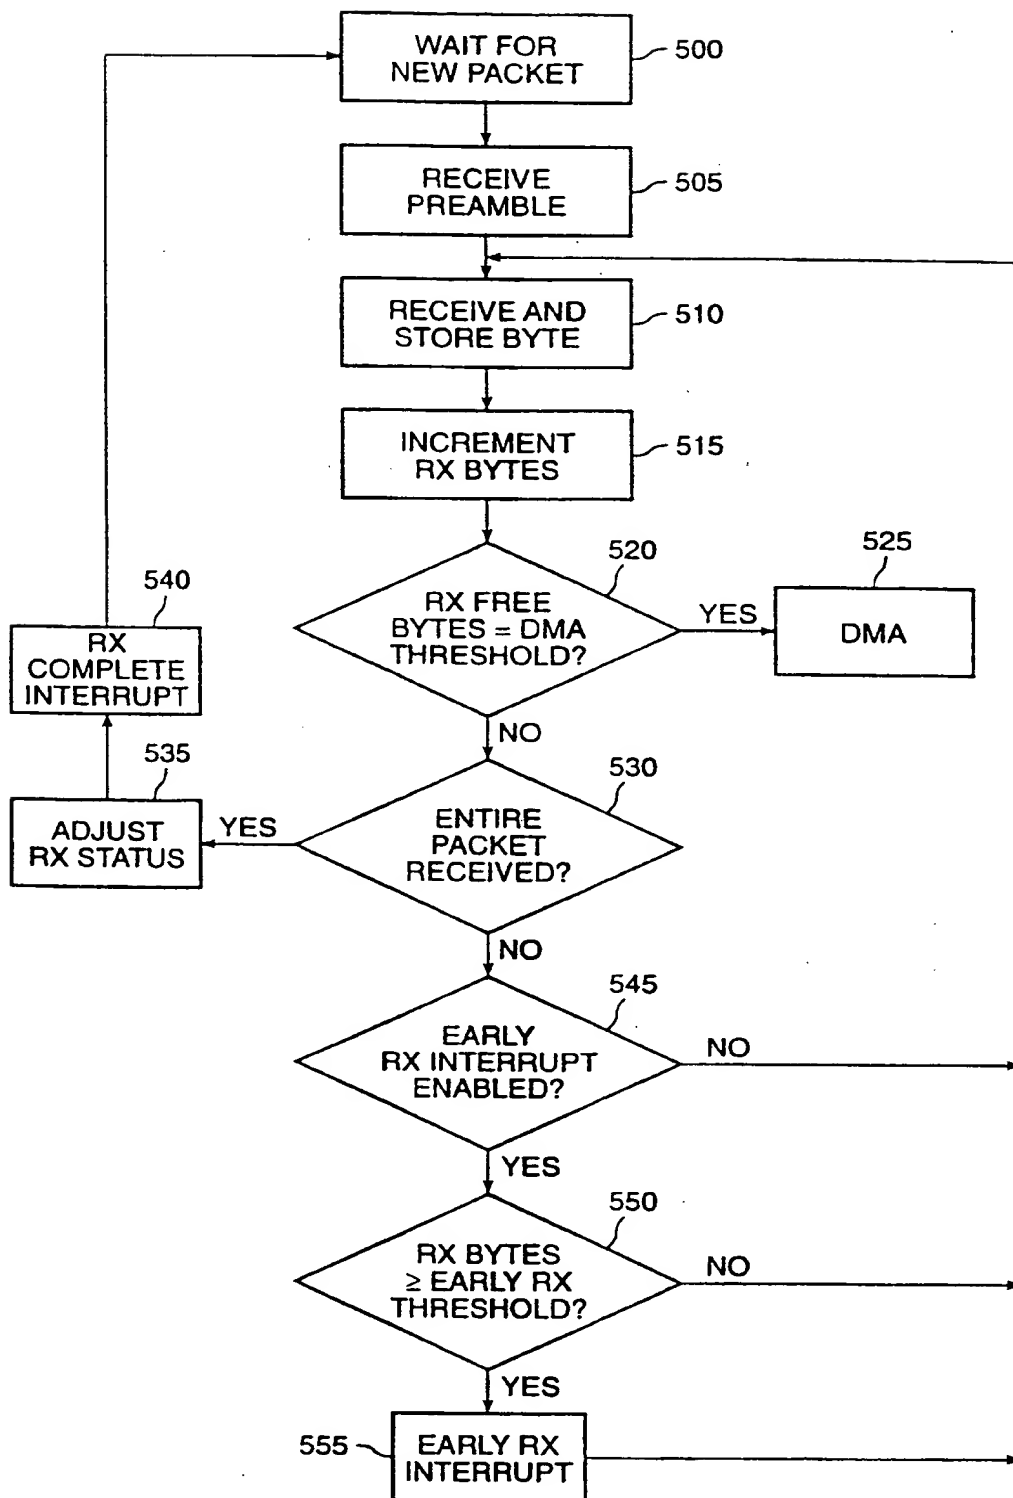 WAIT FOR
NEW PACKET
500
RECEIVE
PREAMBLE
505
RECEIVE AND
STORE BYTE
510
INCREMENT
RX BYTES
515
520
RX FREE
BYTES = DMA
THRESHOLD?
YES
525
DMA
540
RX
COMPLETE
INTERRUPT
NO
535
ADJUST
RX STATUS
YES
530
ENTIRE
PACKET
RECEIVED?
NO
545
EARLY
RX INTERRUPT
ENABLED?
NO
YES
550
RX BYTES
≥ EARLY RX
THRESHOLD?
NO
YES
555
EARLY RX
INTERRUPT